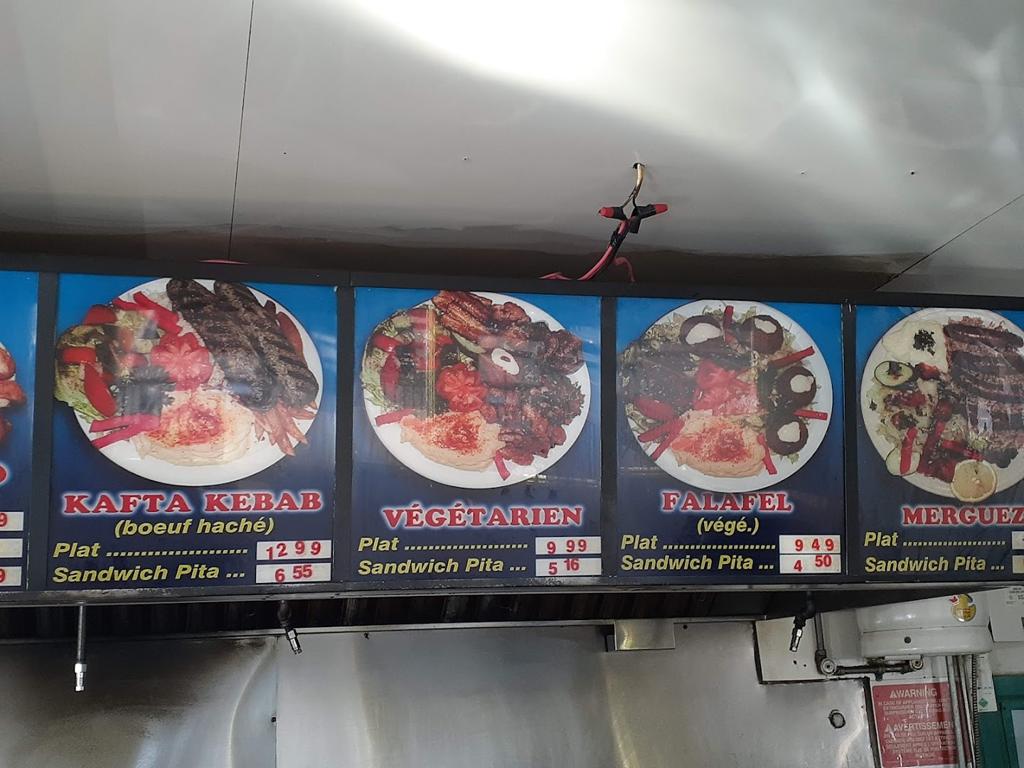 KAFTA KEBAB
(boeuf haché)
Plat ..................... 12 99
Sandwich Pita ... 6 55
VÉGÉTARIEN
Plat ..................... 9 99
Sandwich Pita ... 5 16
FALAFEL
(végé.)
Plat ..................... 9 49
Sandwich Pita ... 4 50
MERGUEZ
Plat .....................
Sandwich Pita ...
WARNING
AVERTISSEMENT